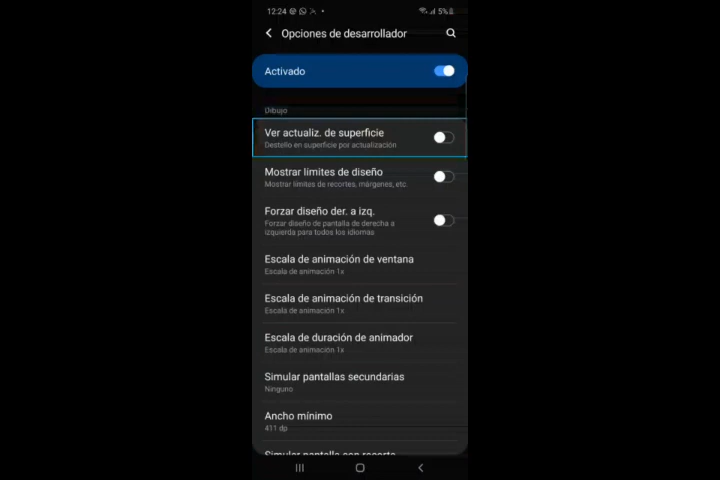 12:24
5%
Opciones de desarrollador
Activado
Dibujo
Ver actualiz. de superficie
Destello en superficie por actualización
Mostrar límites de diseño
Mostrar límites de recortes, márgenes, etc.
Forzar diseño der. a izq.
Forzar diseño de pantalla de derecha a
izquierda para todos los idiomas
Escala de animación de ventana
Escala de animación 1x
Escala de animación de transición
Escala de animación 1x
Escala de duración de animador
Escala de animación 1x
Simular pantallas secundarias
Ninguno
Ancho mínimo
411 dp
Simular pantalla con recorte